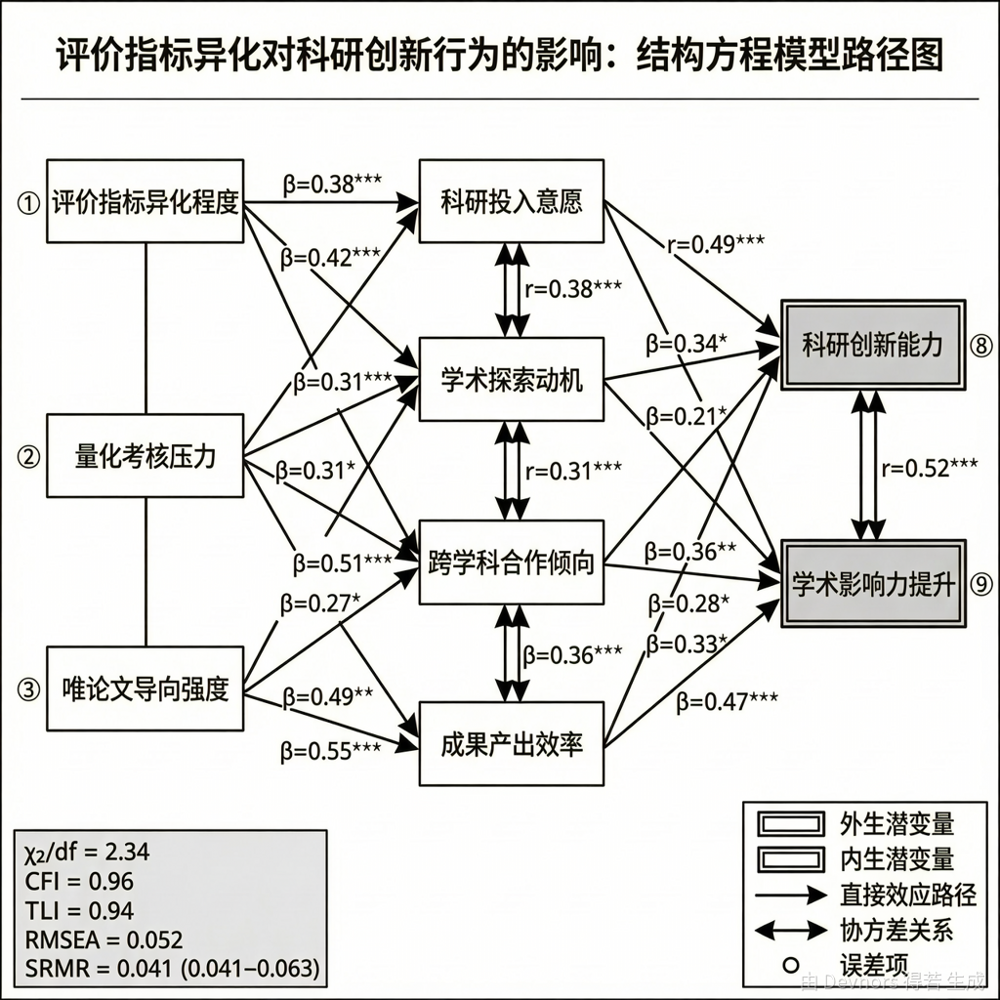 评价指标异化对科研创新行为的影响：结构方程模型路径图
① 评价指标异化程度
② 量化考核压力
③ 唯论文导向强度
β=0.38***
β=0.42***
β=0.31***
β=0.31*
β=0.51***
β=0.27*
β=0.49**
β=0.55***
科研投入意愿
r=0.38***
学术探索动机
r=0.31***
跨学科合作倾向
β=0.36***
成果产出效率
r=0.49***
β=0.34*
β=0.21*
β=0.36**
β=0.28*
β=0.33*
β=0.47***
科研创新能力 ⑧
r=0.52***
学术影响力提升 ⑨
χ₂/df = 2.34
CFI = 0.96
TLI = 0.94
RMSEA = 0.052
SRMR = 0.041 (0.041–0.063)
外生潜变量
内生潜变量
直接效应路径
协方差关系
误差项
由 Devnors 得若 生成